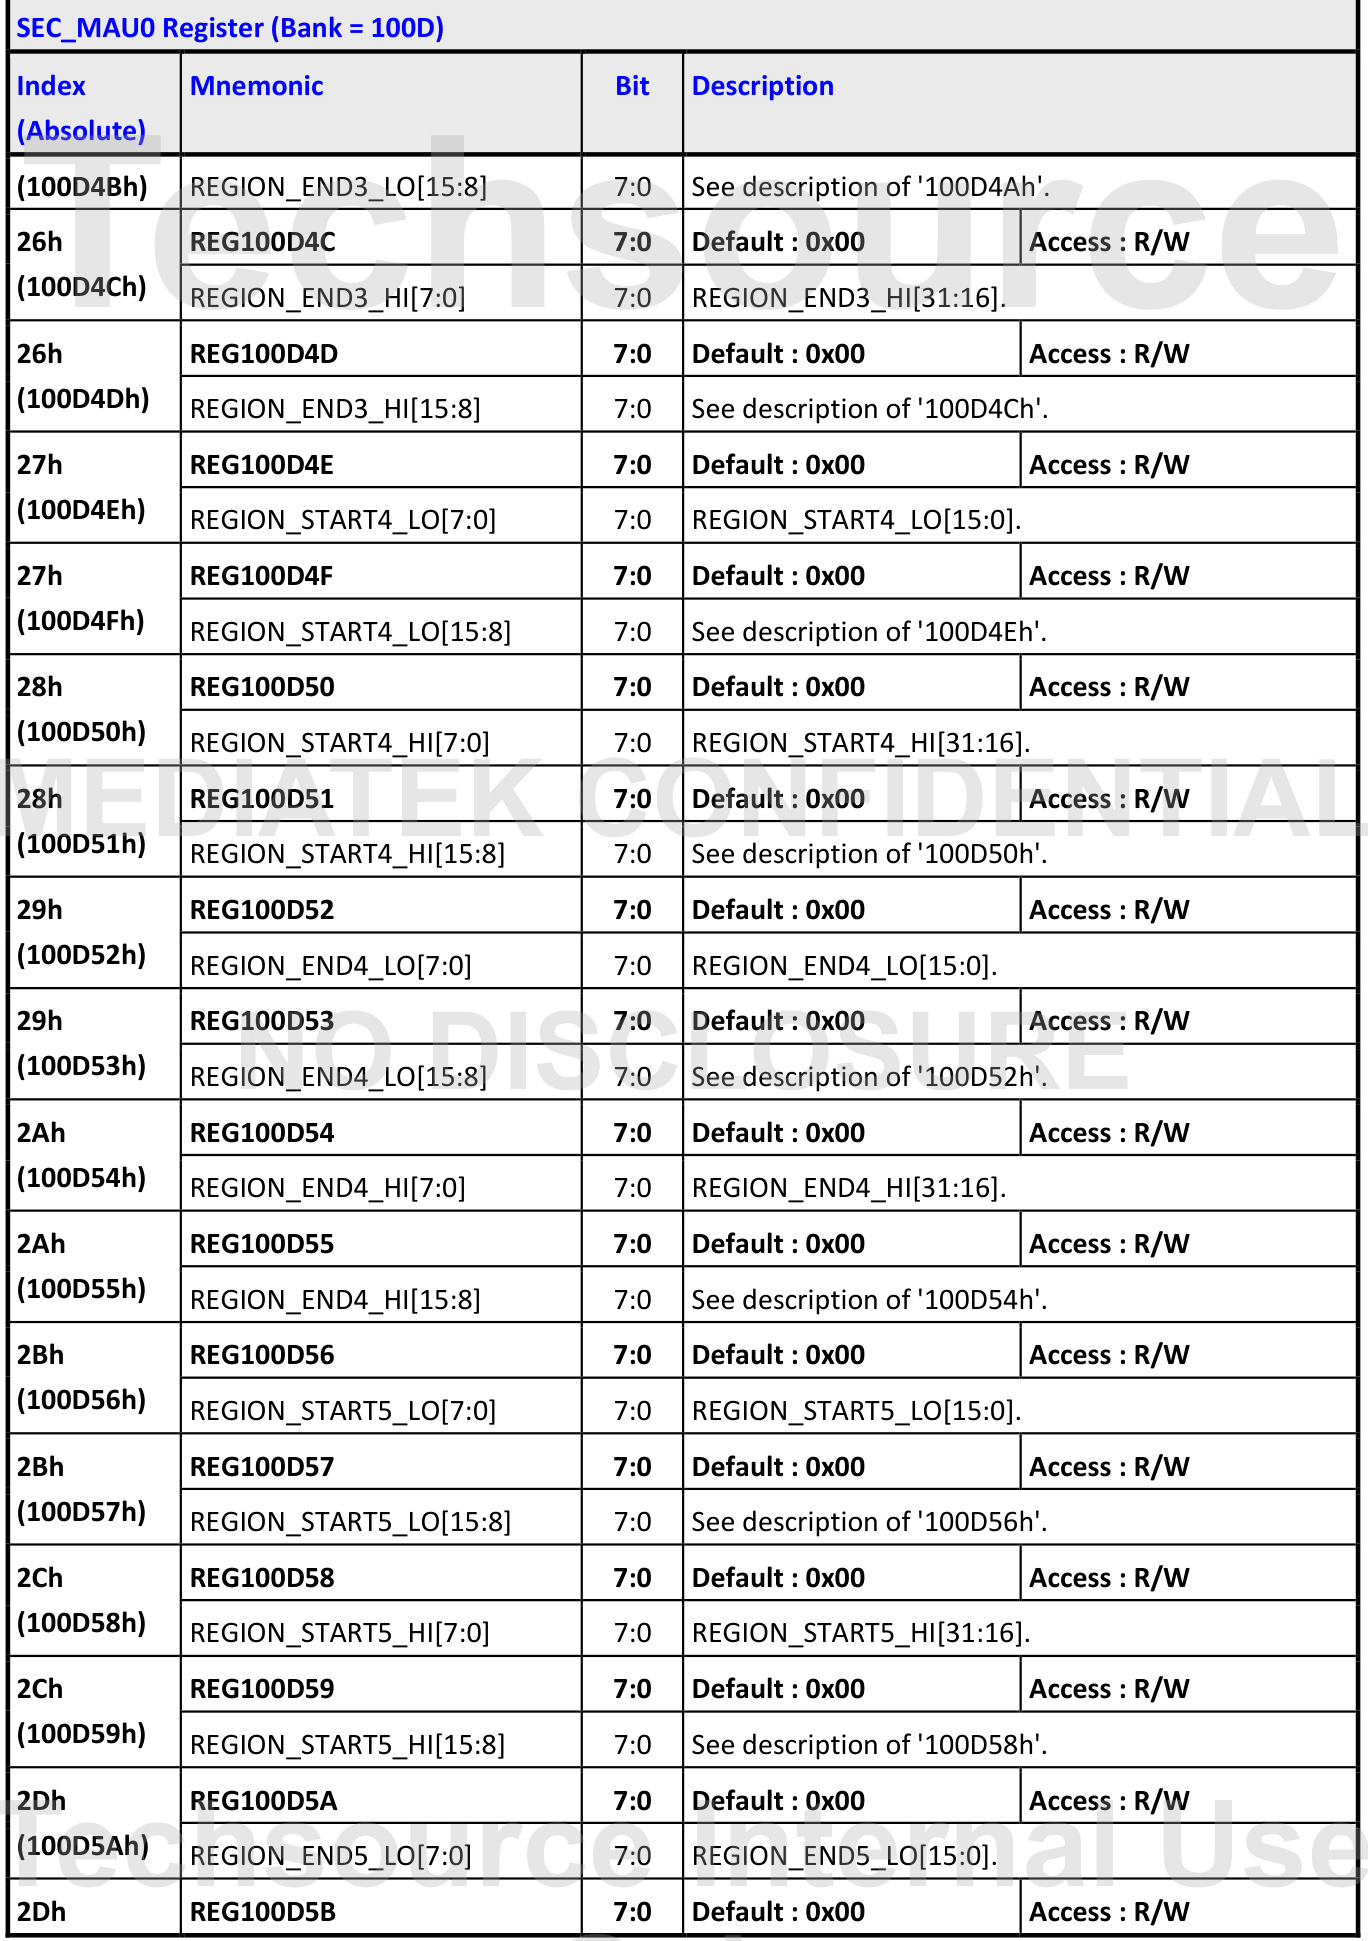 SEC_MAU0 Register (Bank = 100D)
Index (Absolute) Mnemonic Bit Description
(100D4Bh) REGION_END3_LO[15:8] 7:0 See description of '100D4Ah'.
26h REG100D4C 7:0 Default : 0x00 Access : R/W
(100D4Ch) REGION_END3_HI[7:0] 7:0 REGION_END3_HI[31:16].
26h REG100D4D 7:0 Default : 0x00 Access : R/W
(100D4Dh) REGION_END3_HI[15:8] 7:0 See description of '100D4Ch'.
27h REG100D4E 7:0 Default : 0x00 Access : R/W
(100D4Eh) REGION_START4_LO[7:0] 7:0 REGION_START4_LO[15:0].
27h REG100D4F 7:0 Default : 0x00 Access : R/W
(100D4Fh) REGION_START4_LO[15:8] 7:0 See description of '100D4Eh'.
28h REG100D50 7:0 Default : 0x00 Access : R/W
(100D50h) REGION_START4_HI[7:0] 7:0 REGION_START4_HI[31:16].
28h REG100D51 7:0 Default : 0x00 Access : R/W
(100D51h) REGION_START4_HI[15:8] 7:0 See description of '100D50h'.
29h REG100D52 7:0 Default : 0x00 Access : R/W
(100D52h) REGION_END4_LO[7:0] 7:0 REGION_END4_LO[15:0].
29h REG100D53 7:0 Default : 0x00 Access : R/W
(100D53h) REGION_END4_LO[15:8] 7:0 See description of '100D52h'.
2Ah REG100D54 7:0 Default : 0x00 Access : R/W
(100D54h) REGION_END4_HI[7:0] 7:0 REGION_END4_HI[31:16].
2Ah REG100D55 7:0 Default : 0x00 Access : R/W
(100D55h) REGION_END4_HI[15:8] 7:0 See description of '100D54h'.
2Bh REG100D56 7:0 Default : 0x00 Access : R/W
(100D56h) REGION_START5_LO[7:0] 7:0 REGION_START5_LO[15:0].
2Bh REG100D57 7:0 Default : 0x00 Access : R/W
(100D57h) REGION_START5_LO[15:8] 7:0 See description of '100D56h'.
2Ch REG100D58 7:0 Default : 0x00 Access : R/W
(100D58h) REGION_START5_HI[7:0] 7:0 REGION_START5_HI[31:16].
2Ch REG100D59 7:0 Default : 0x00 Access : R/W
(100D59h) REGION_START5_HI[15:8] 7:0 See description of '100D58h'.
2Dh REG100D5A 7:0 Default : 0x00 Access : R/W
(100D5Ah) REGION_END5_LO[7:0] 7:0 REGION_END5_LO[15:0].
2Dh REG100D5B 7:0 Default : 0x00 Access : R/W
Techsource
MEDIATEK CONFIDENTIAL
NO DISCLOSURE
Techsource Internal Use